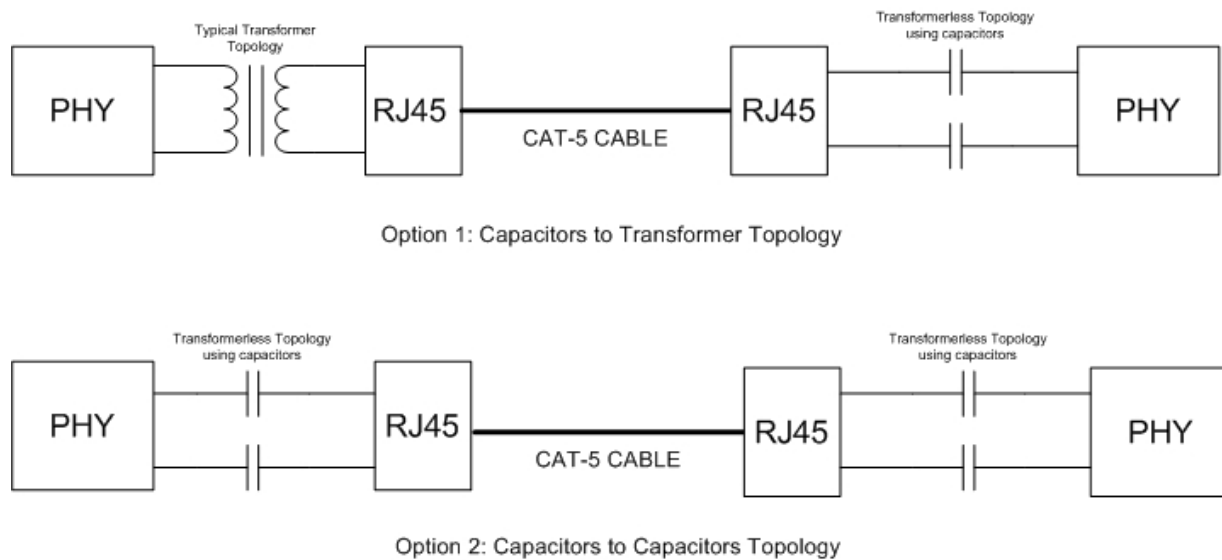 Typical Transformer
Topology
Transformerless Topology
using capacitors
PHY
RJ45
CAT-5 CABLE
RJ45
PHY
Option 1: Capacitors to Transformer Topology
Transformerless Topology
using capacitors
Transformerless Topology
using capacitors
PHY
RJ45
CAT-5 CABLE
RJ45
PHY
Option 2: Capacitors to Capacitors Topology